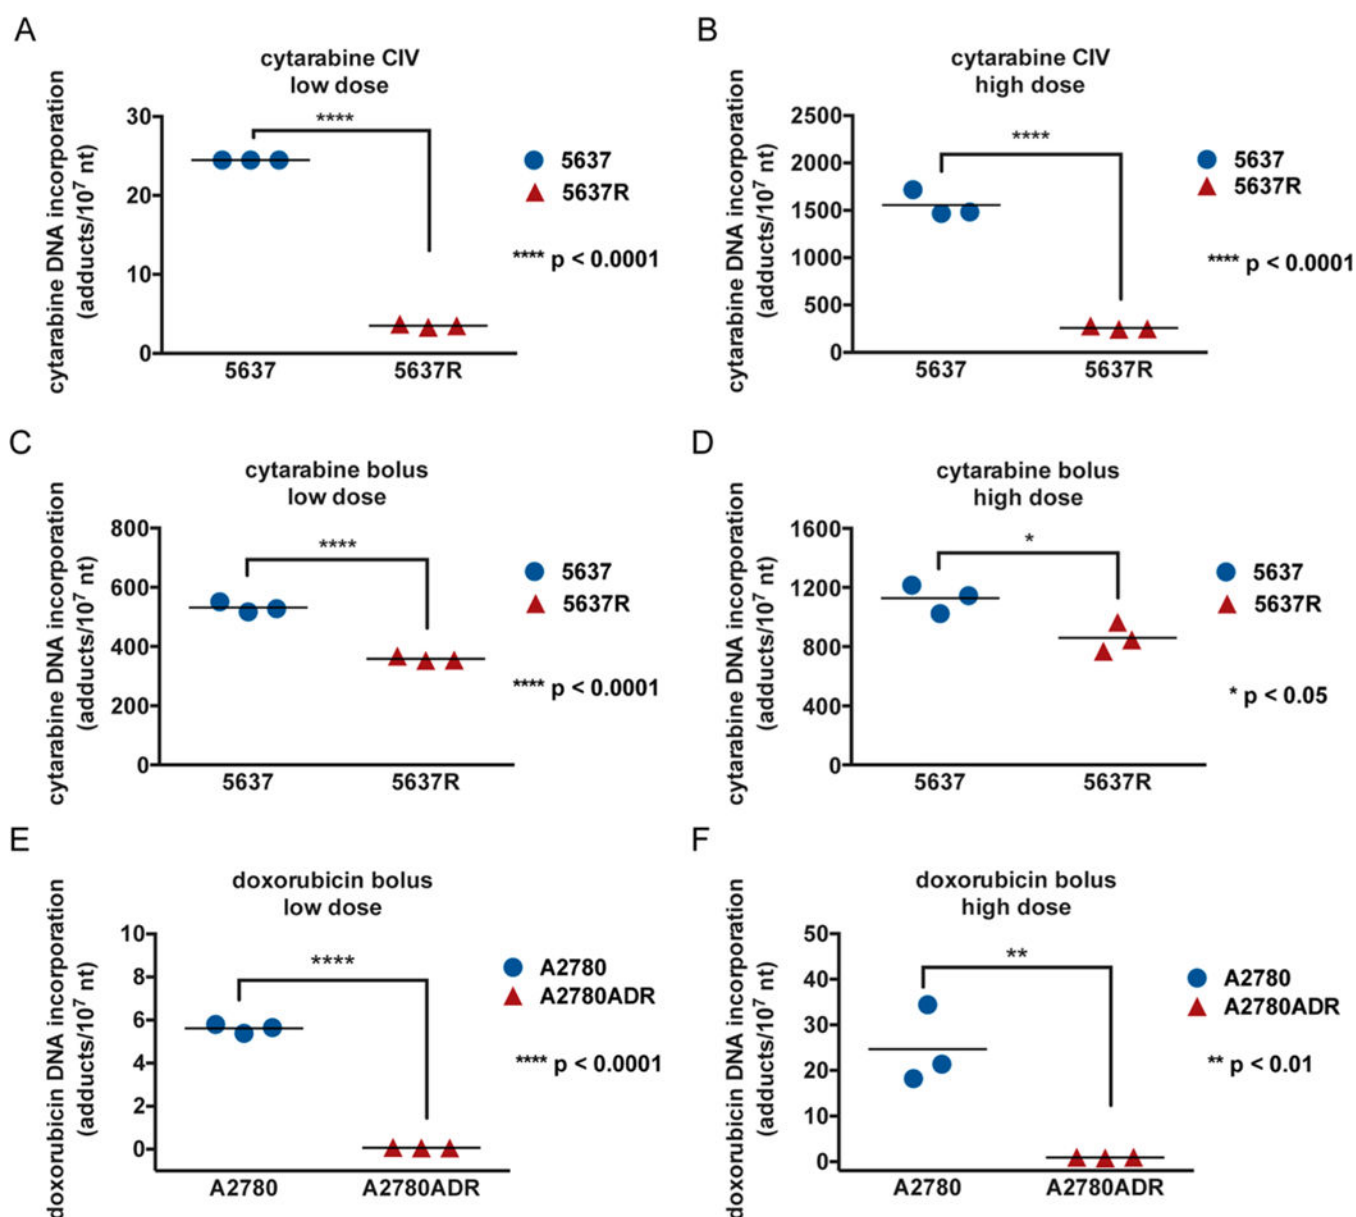 A
cytarabine CIV
low dose
cytarabine DNA incorporation
(adducts/10⁷ nt)
30
20
10
0
****
5637
5637R
5637
5637R
**** p < 0.0001
B
cytarabine CIV
high dose
cytarabine DNA incorporation
(adducts/10⁷ nt)
2500
2000
1500
1000
500
0
****
5637
5637R
5637
5637R
**** p < 0.0001
C
cytarabine bolus
low dose
cytarabine DNA incorporation
(adducts/10⁷ nt)
800
600
400
200
0
****
5637
5637R
5637
5637R
**** p < 0.0001
D
cytarabine bolus
high dose
cytarabine DNA incorporation
(adducts/10⁷ nt)
1600
1200
800
400
0
*
5637
5637R
5637
5637R
* p < 0.05
E
doxorubicin bolus
low dose
doxorubicin DNA incorporation
(adducts/10⁷ nt)
10
8
6
4
2
0
****
A2780
A2780ADR
A2780
A2780ADR
**** p < 0.0001
F
doxorubicin bolus
high dose
doxorubicin DNA incorporation
(adducts/10⁷ nt)
50
40
30
20
10
0
**
A2780
A2780ADR
A2780
A2780ADR
** p < 0.01